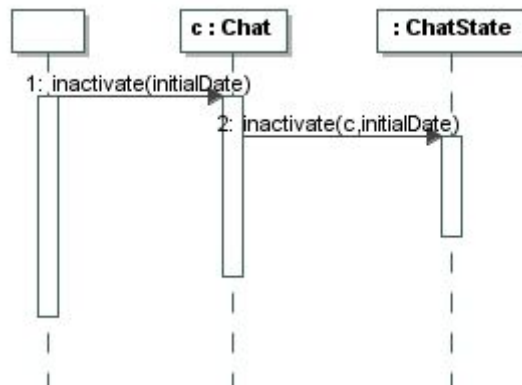 c : Chat
: ChatState
1: inactivate(initialDate)
2: inactivate(c,initialDate)